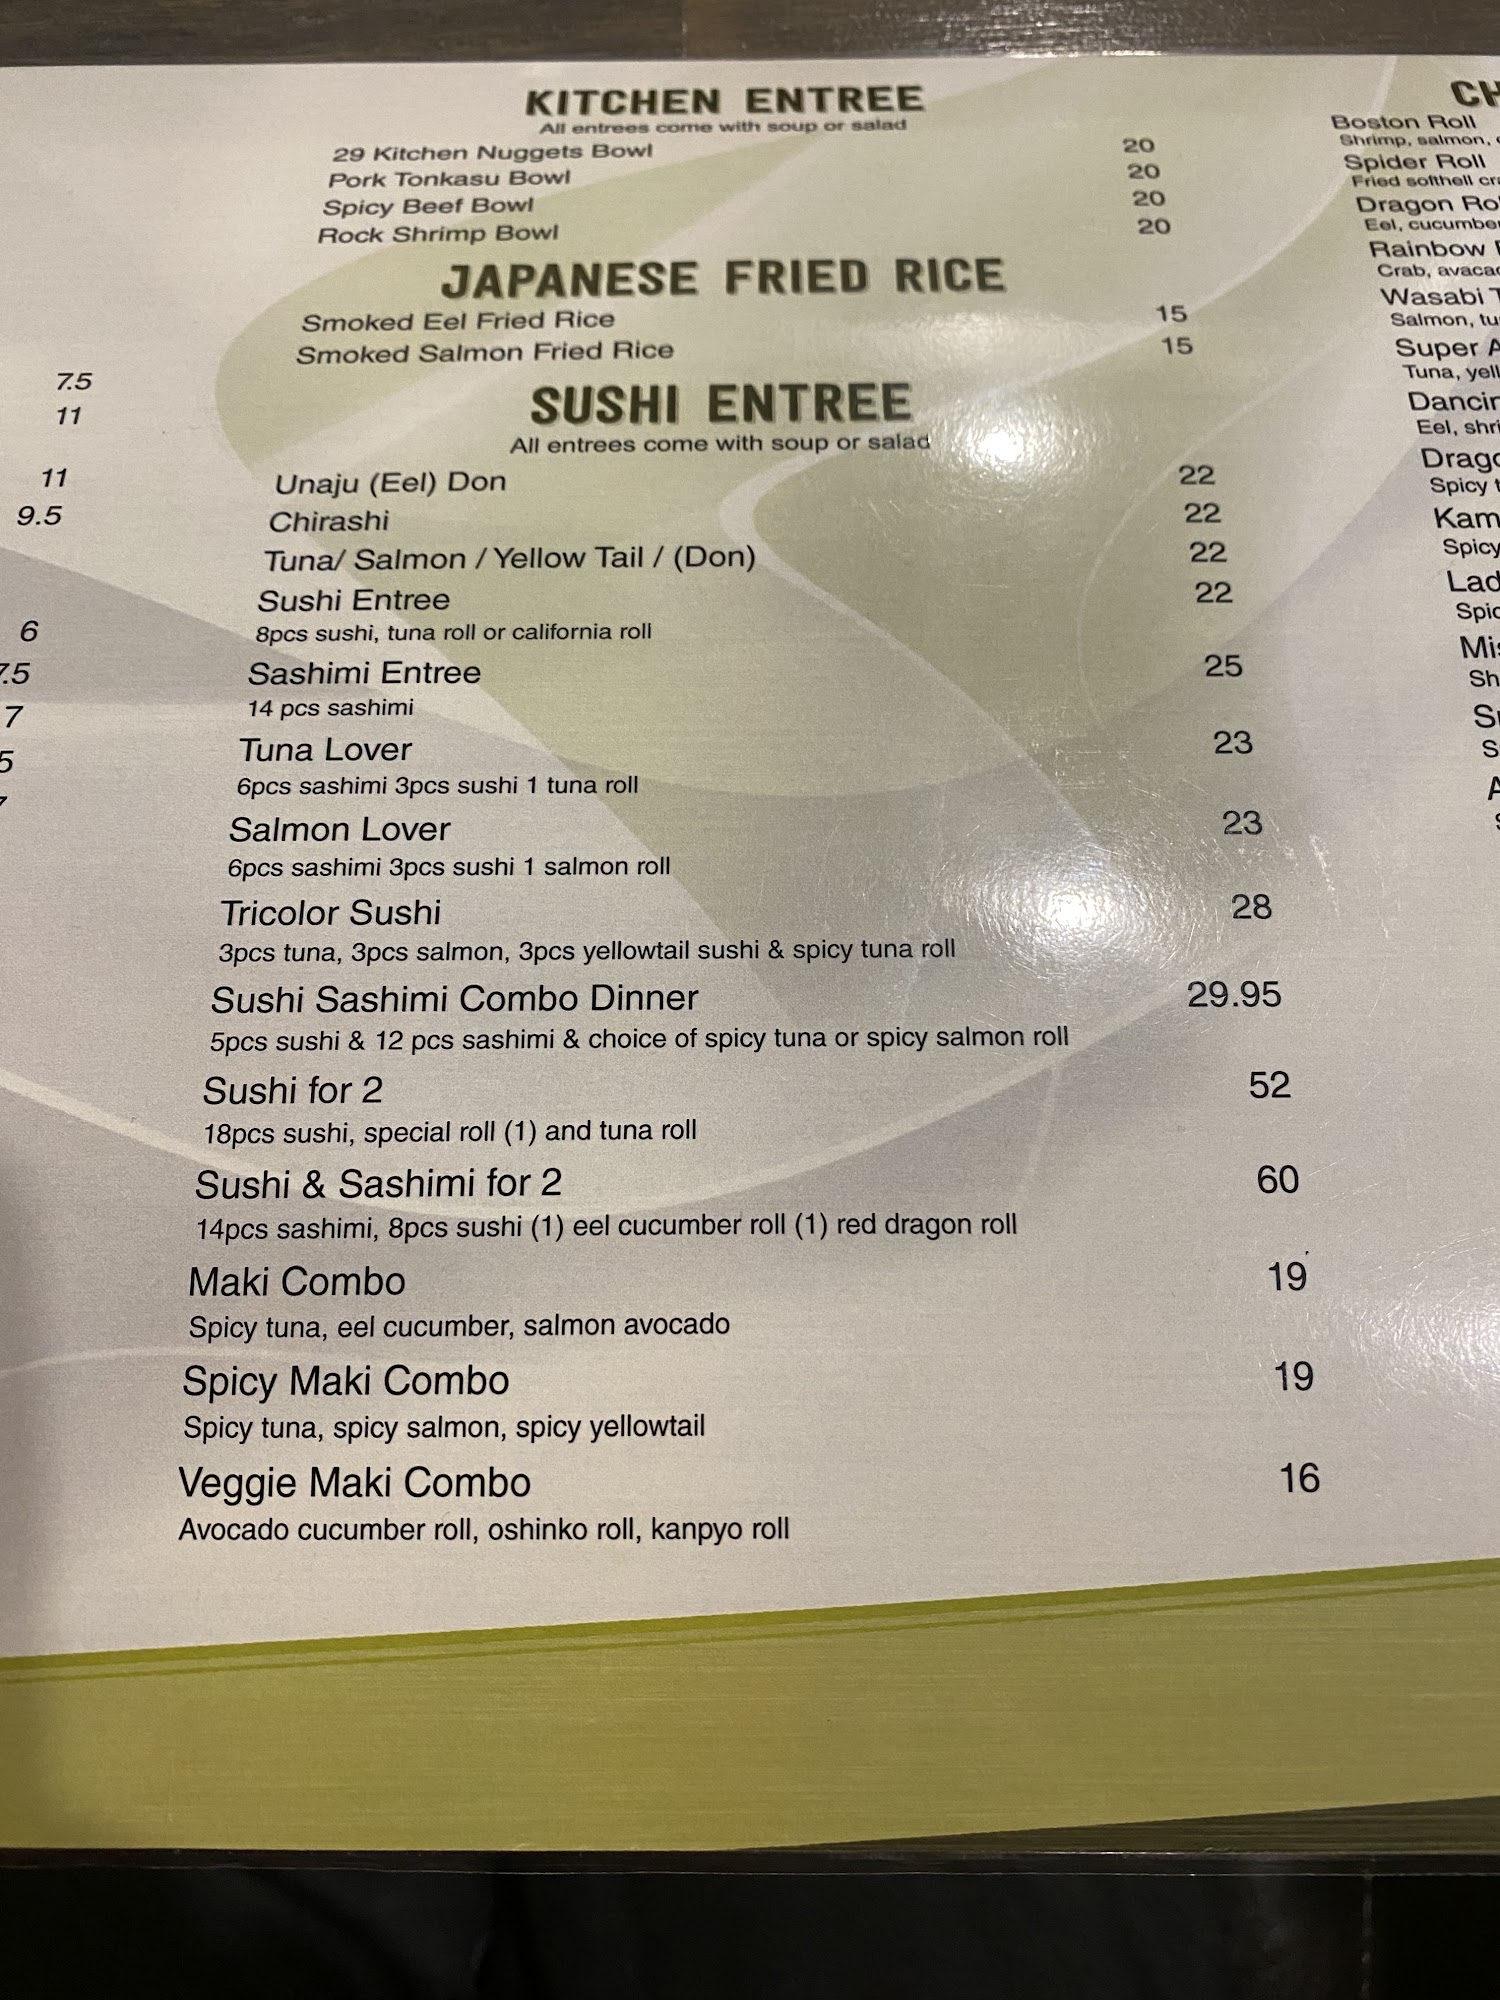 7.5
11
11
9.5
6
7.5
7
5
7
KITCHEN ENTREE
All entrees come with soup or salad
29 Kitchen Nuggets Bowl 20
Pork Tonkasu Bowl 20
Spicy Beef Bowl 20
Rock Shrimp Bowl 20
JAPANESE FRIED RICE
Smoked Eel Fried Rice 15
Smoked Salmon Fried Rice 15
SUSHI ENTREE
All entrees come with soup or salad
Unaju (Eel) Don 22
Chirashi 22
Tuna/ Salmon / Yellow Tail / (Don) 22
Sushi Entree 22
8pcs sushi, tuna roll or california roll
Sashimi Entree 25
14 pcs sashimi
Tuna Lover 23
6pcs sashimi 3pcs sushi 1 tuna roll
Salmon Lover 23
6pcs sashimi 3pcs sushi 1 salmon roll
Tricolor Sushi 28
3pcs tuna, 3pcs salmon, 3pcs yellowtail sushi & spicy tuna roll
Sushi Sashimi Combo Dinner 29.95
5pcs sushi & 12 pcs sashimi & choice of spicy tuna or spicy salmon roll
Sushi for 2 52
18pcs sushi, special roll (1) and tuna roll
Sushi & Sashimi for 2 60
14pcs sashimi, 8pcs sushi (1) eel cucumber roll (1) red dragon roll
Maki Combo 19
Spicy tuna, eel cucumber, salmon avocado
Spicy Maki Combo 19
Spicy tuna, spicy salmon, spicy yellowtail
Veggie Maki Combo 16
Avocado cucumber roll, oshinko roll, kanpyo roll
CH
Boston Roll
Shrimp, salmon,
Spider Roll
Fried softhell
Dragon
Eel,
Rainbow
Crab,
Wasabi
Salmon,
Super
Tuna,
Eel,
Spicy
Spicy